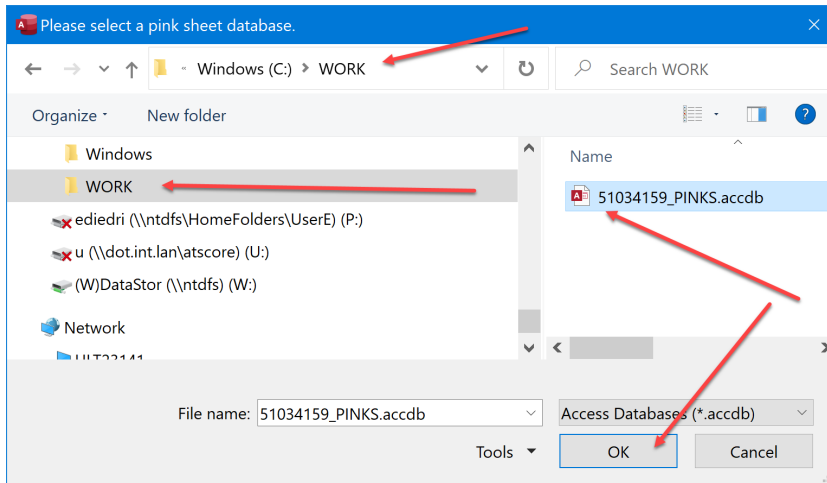 Please select a pink sheet database.
« Windows (C:) > WORK
Search WORK
Organize
New folder
?
Windows
WORK
ediedri (\\ntdfs\HomeFolders\UserE) (P:)
u (\\dot.int.lan\atscore) (U:)
(W)DataStor (\\ntdfs) (W:)
Network
Name
51034159_PINKS.accdb
File name: 51034159_PINKS.accdb
Access Databases (*.accdb)
Tools
OK
Cancel